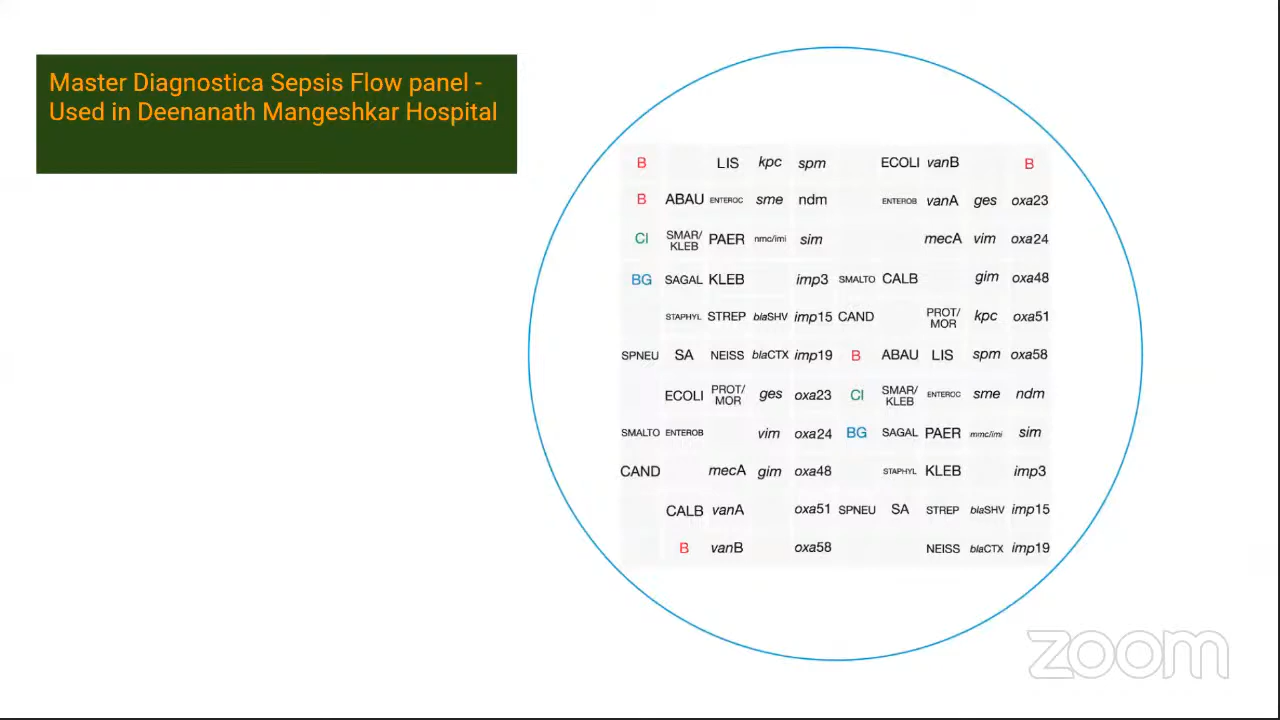 Master Diagnostica Sepsis Flow panel -
Used in Deenanath Mangeshkar Hospital
B LIS kpc spm ECOLI vanB B
B ABAU ENTEROC sme ndm ENTEROB vanA ges oxa23
CI SMAR/KLEB PAER nmc/imi sim mecA vim oxa24
BG SAGAL KLEB imp3 SMALTO CALB gim oxa48
STAPHYL STREP blaSHV imp15 CAND PROT/MOR kpc oxa51
SPNEU SA NEISS blaCTX imp19 B ABAU LIS spm oxa58
ECOLI PROT/MOR ges oxa23 CI SMAR/KLEB ENTEROC sme ndm
SMALTO ENTEROB vim oxa24 BG SAGAL PAER mmc/imi sim
CAND mecA gim oxa48 STAPHYL KLEB imp3
CALB vanA oxa51 SPNEU SA STREP blaSHV imp15
B vanB oxa58 NEISS blaCTX imp19
zoom